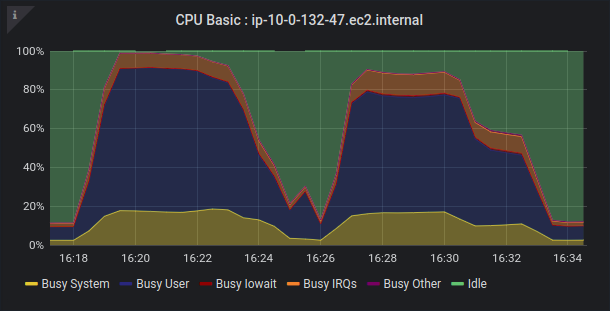 i
CPU Basic : ip-10-0-132-47.ec2.internal
100%
80%
60%
40%
20%
0%
16:18 16:20 16:22 16:24 16:26 16:28 16:30 16:32 16:34
Busy System Busy User Busy Iowait Busy IRQs Busy Other Idle